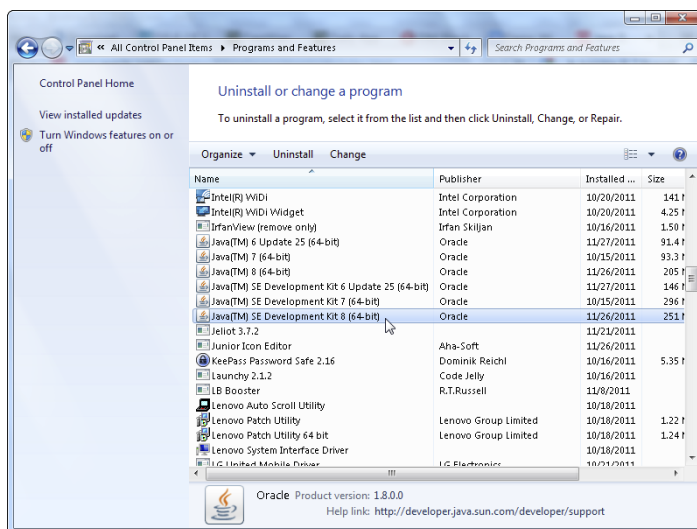 « All Control Panel Items ▸ Programs and Features
Search Programs and Features
Control Panel Home
View installed updates
Turn Windows features on or
off
Uninstall or change a program
To uninstall a program, select it from the list and then click Uninstall, Change, or Repair.
Organize Uninstall Change
Name Publisher Installed ... Size
Intel(R) WiDi Intel Corporation 10/20/2011 141
Intel(R) WiDi Widget Intel Corporation 10/20/2011 4.25
IrfanView (remove only) Irfan Skiljan 10/16/2011 1.50
Java(TM) 6 Update 25 (64-bit) Oracle 11/27/2011 91.4
Java(TM) 7 (64-bit) Oracle 10/15/2011 93.3
Java(TM) 8 (64-bit) Oracle 11/26/2011 205
Java(TM) SE Development Kit 6 Update 25 (64-bit) Oracle 11/27/2011 146
Java(TM) SE Development Kit 7 (64-bit) Oracle 10/15/2011 296
Java(TM) SE Development Kit 8 (64-bit) Oracle 11/26/2011 251
Jeliot 3.7.2 11/21/2011
Junior Icon Editor Aha-Soft 11/26/2011
KeePass Password Safe 2.16 Dominik Reichl 10/16/2011 5.35
Launchy 2.1.2 Code Jelly 10/16/2011
LB Booster R.T.Russell 11/8/2011
Lenovo Auto Scroll Utility 10/18/2011
Lenovo Patch Utility Lenovo Group Limited 10/18/2011 1.22
Lenovo Patch Utility 64 bit Lenovo Group Limited 10/18/2011 1.24
Lenovo System Interface Driver 10/18/2011
LG United Mobile Driver LG Electronics 10/21/2011
Oracle Product version: 1.8.0.0
Help link: http://developer.java.sun.com/developer/support